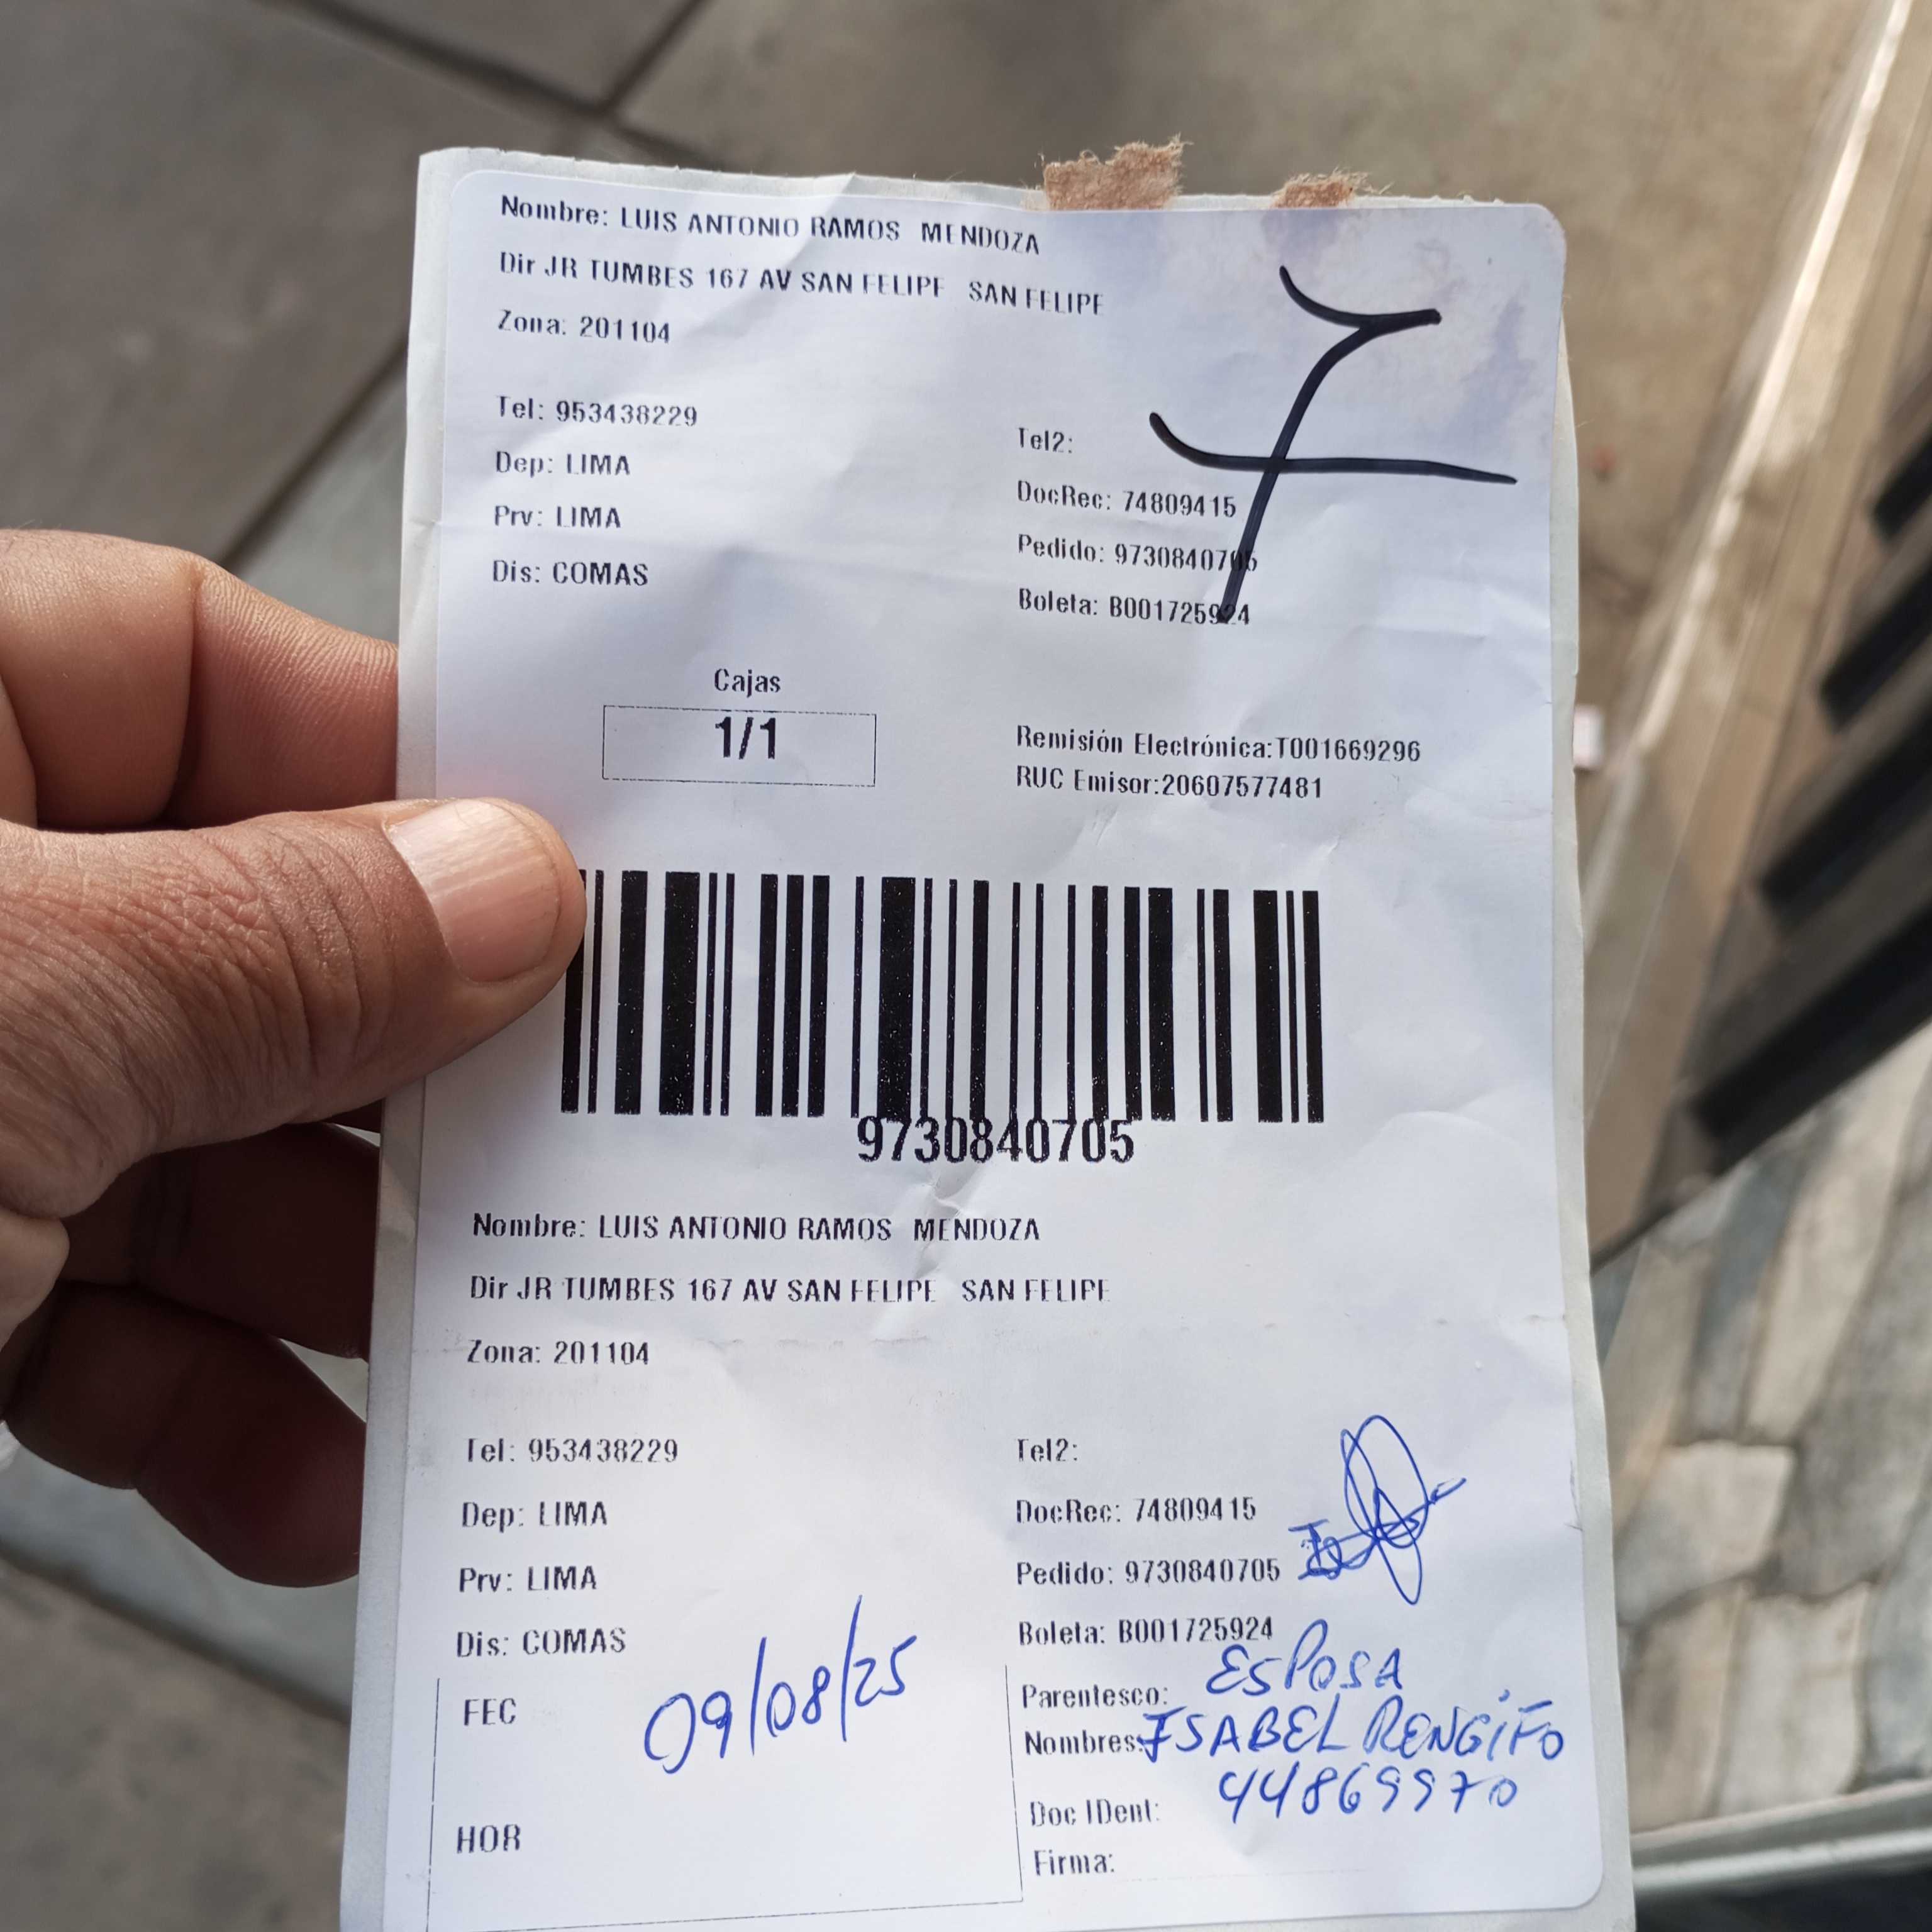 Nombre: LUIS ANTONIO RAMOS MENDOZA
Dir JR TUMBES 167 AV SAN FELIPE SAN FELIPE
Zona: 201104
Tel: 953438229
Tel2:
Dep: LIMA
DocRec: 74809415
Prv: LIMA
Pedido: 9730840705
Dis: COMAS
Boleta: B001725924
7
Cajas
1/1
Remisión Electrónica:T001669296
RUC Emisor:20607577481
9730840705
Nombre: LUIS ANTONIO RAMOS MENDOZA
Dir JR TUMBES 167 AV SAN FELIPE SAN FELIPE
Zona: 201104
Tel: 953438229
Tel2:
Dep: LIMA
DocRec: 74809415
Prv: LIMA
Pedido: 9730840705
Dis: COMAS
Boleta: B001725924
FEC 09/08/25
Parentesco: ESPOSA
Nombres: ISABEL RENGIFO
Doc IDent: 44869970
HOR
Firma: